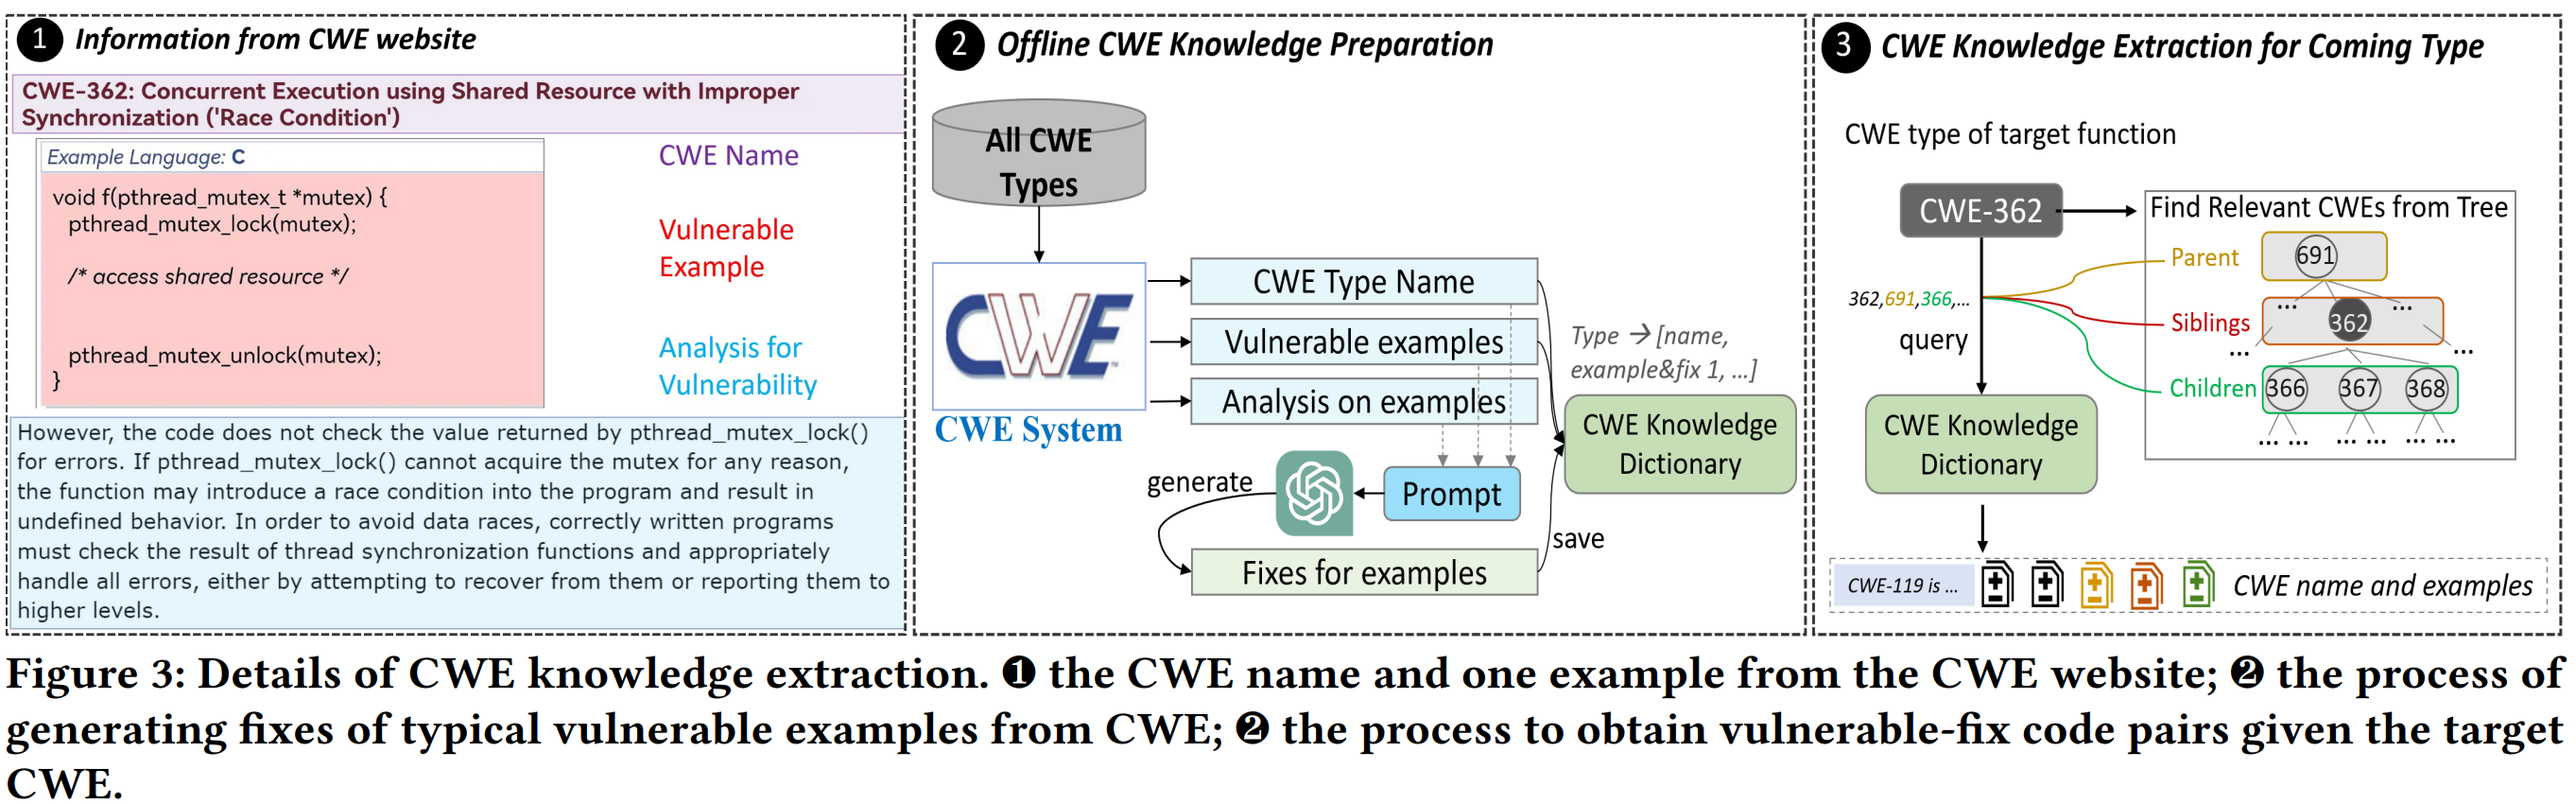 1 Information from CWE website
CWE-362: Concurrent Execution using Shared Resource with Improper
Synchronization ('Race Condition')
Example Language: C
void f(pthread_mutex_t *mutex) {
pthread_mutex_lock(mutex);
/* access shared resource */
pthread_mutex_unlock(mutex);
}
CWE Name
Vulnerable
Example
Analysis for
Vulnerability
However, the code does not check the value returned by pthread_mutex_lock()
for errors. If pthread_mutex_lock() cannot acquire the mutex for any reason,
the function may introduce a race condition into the program and result in
undefined behavior. In order to avoid data races, correctly written programs
must check the result of thread synchronization functions and appropriately
handle all errors, either by attempting to recover from them or reporting them to
higher levels.
2 Offline CWE Knowledge Preparation
All CWE
Types
CWE
CWE System
CWE Type Name
Vulnerable examples
Analysis on examples
Type → [name,
example&fix 1, ...]
CWE Knowledge
Dictionary
Prompt
generate
Fixes for examples
save
3 CWE Knowledge Extraction for Coming Type
CWE type of target function
CWE-362
Find Relevant CWEs from Tree
Parent
691
... ...
Siblings
362
... ...
Children
366 367 368
... ... ... ... ... ...
362,691,366,...
query
CWE Knowledge
Dictionary
CWE-119 is ...
CWE name and examples
Figure 3: Details of CWE knowledge extraction. ❶ the CWE name and one example from the CWE website; ❷ the process of
generating fixes of typical vulnerable examples from CWE; ❷ the process to obtain vulnerable-fix code pairs given the target
CWE.